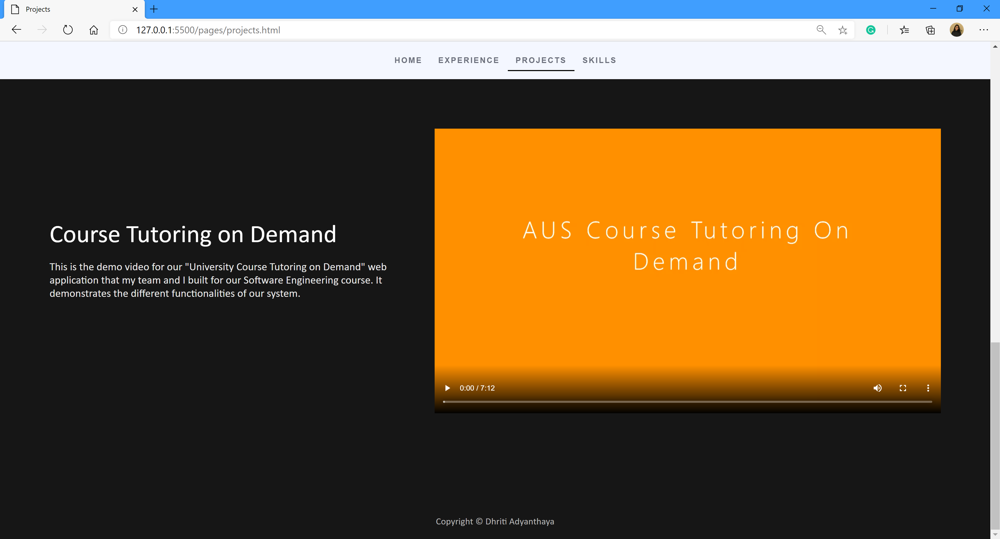 Projects
127.0.0.1:5500/pages/projects.html
HOME EXPERIENCE PROJECTS SKILLS
AUS Course Tutoring On
Demand
Course Tutoring on Demand
This is the demo video for our "University Course Tutoring on Demand" web
application that my team and I built for our Software Engineering course. It
demonstrates the different functionalities of our system.
0:00 / 7:12
Copyright © Dhriti Adyanthaya